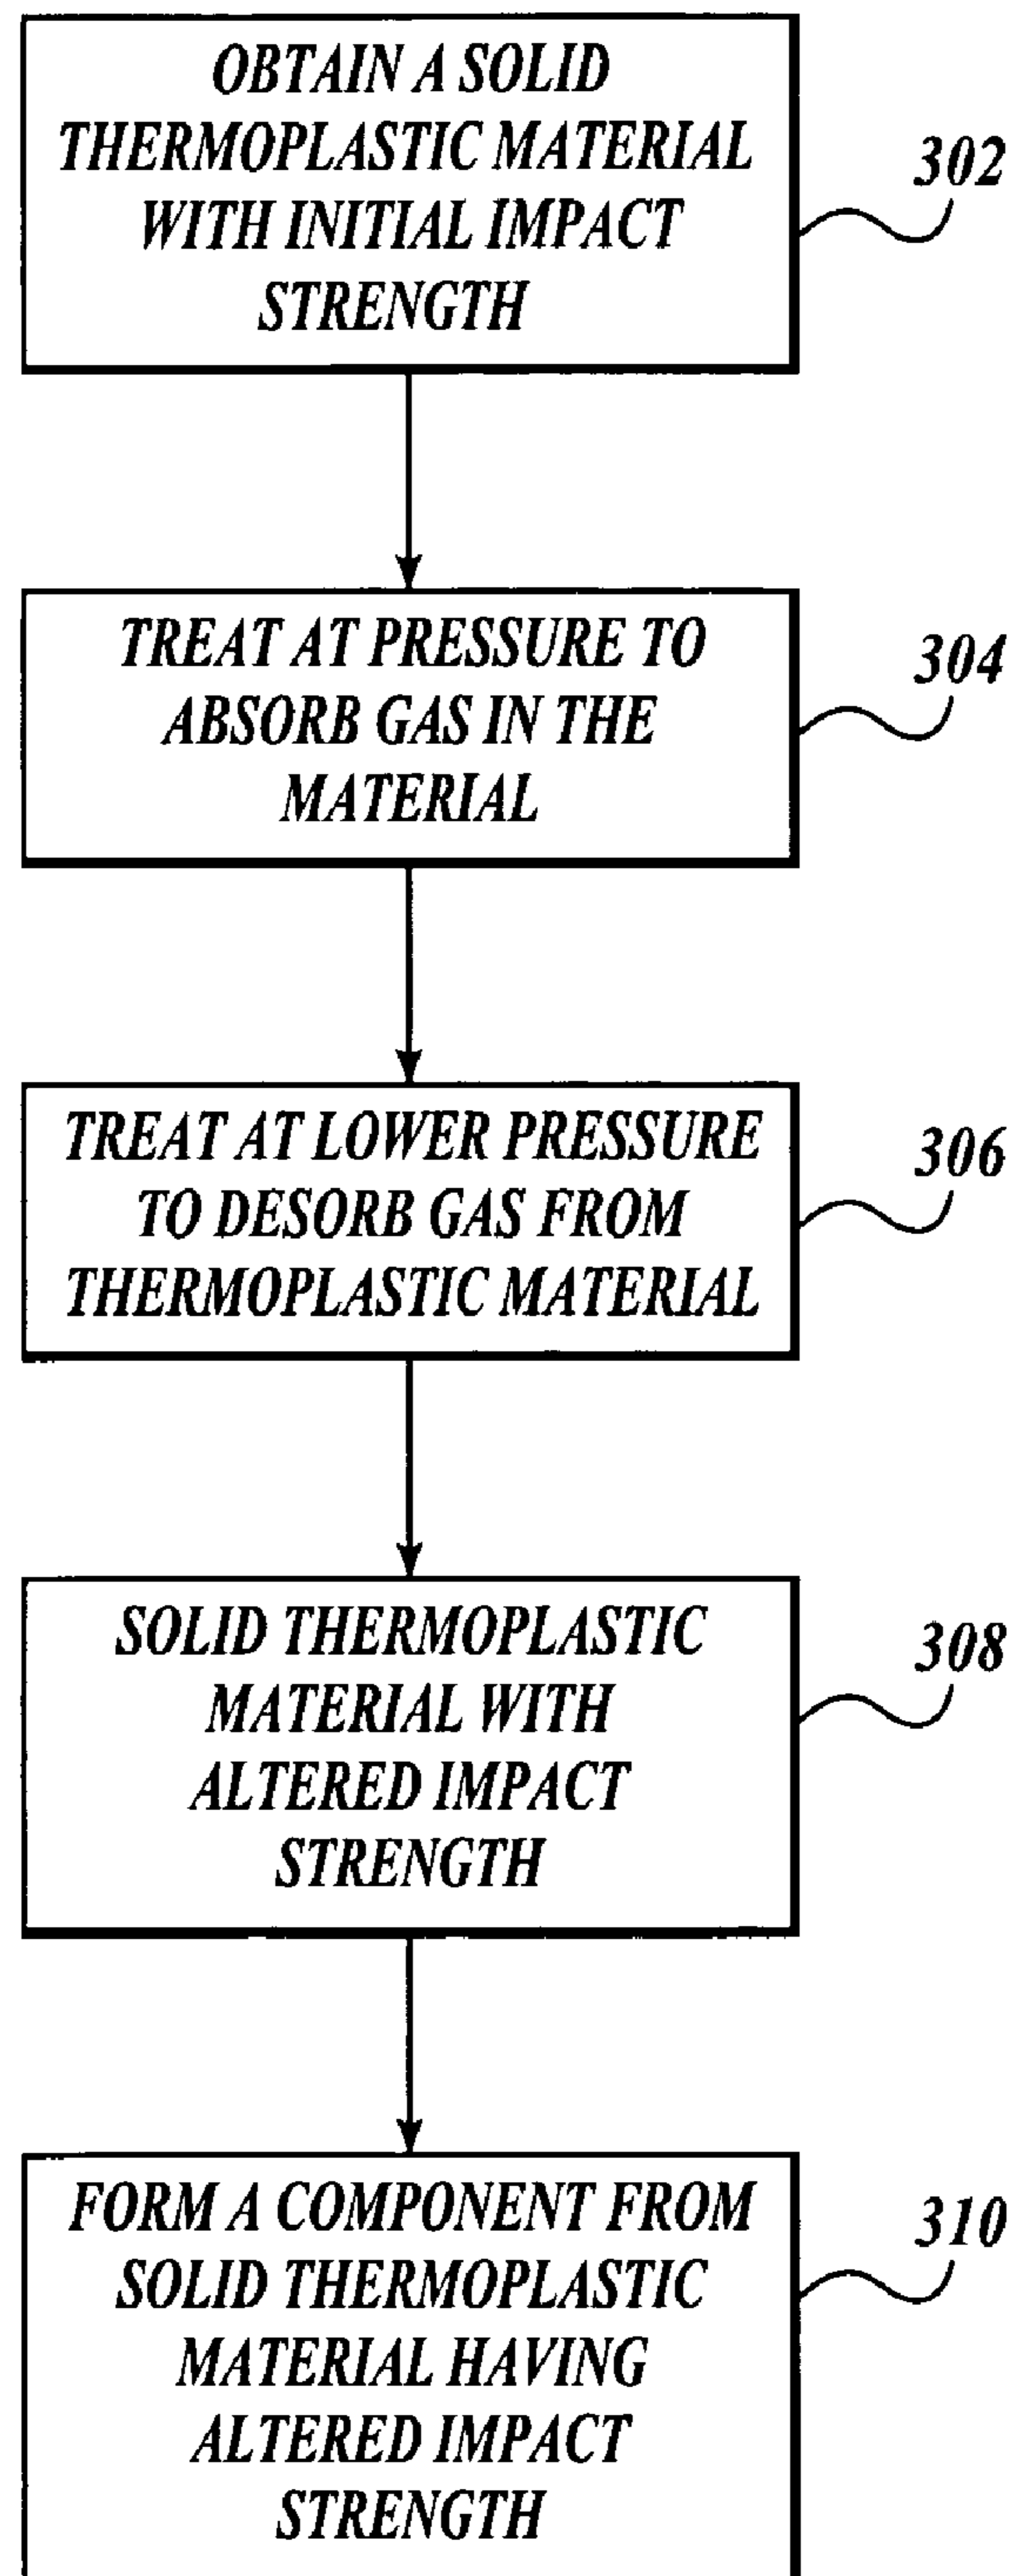 OBTAIN A SOLID
THERMOPLASTIC MATERIAL
WITH INITIAL IMPACT
STRENGTH
302
TREAT AT PRESSURE TO
ABSORB GAS IN THE
MATERIAL
304
TREAT AT LOWER PRESSURE
TO DESORB GAS FROM
THERMOPLASTIC MATERIAL
306
SOLID THERMOPLASTIC
MATERIAL WITH
ALTERED IMPACT
STRENGTH
308
FORM A COMPONENT FROM
SOLID THERMOPLASTIC
MATERIAL HAVING
ALTERED IMPACT
STRENGTH
310